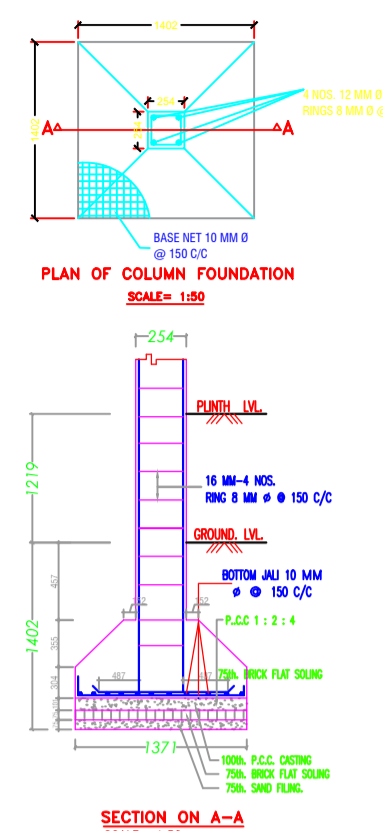 1402
254
4 NOS. 12 MM Ø
RINGS 8 MM Ø @
1402
254
A
A
BASE NET 10 MM Ø
@ 150 C/C
PLAN OF COLUMN FOUNDATION
SCALE= 1:50
254
PLINTH LVL.
1219
16 MM-4 NOS.
RING 8 MM Ø @ 150 C/C
GROUND. LVL.
457
BOTTOM JALI 10 MM
Ø @ 150 C/C
152
152
P.C.C 1 : 2 : 4
1402
355
75th. BRICK FLAT SOLING
487
457
304
1371
100th. P.C.C. CASTING
75th. BRICK FLAT SOLING
75th. SAND FILING.
SECTION ON A-A